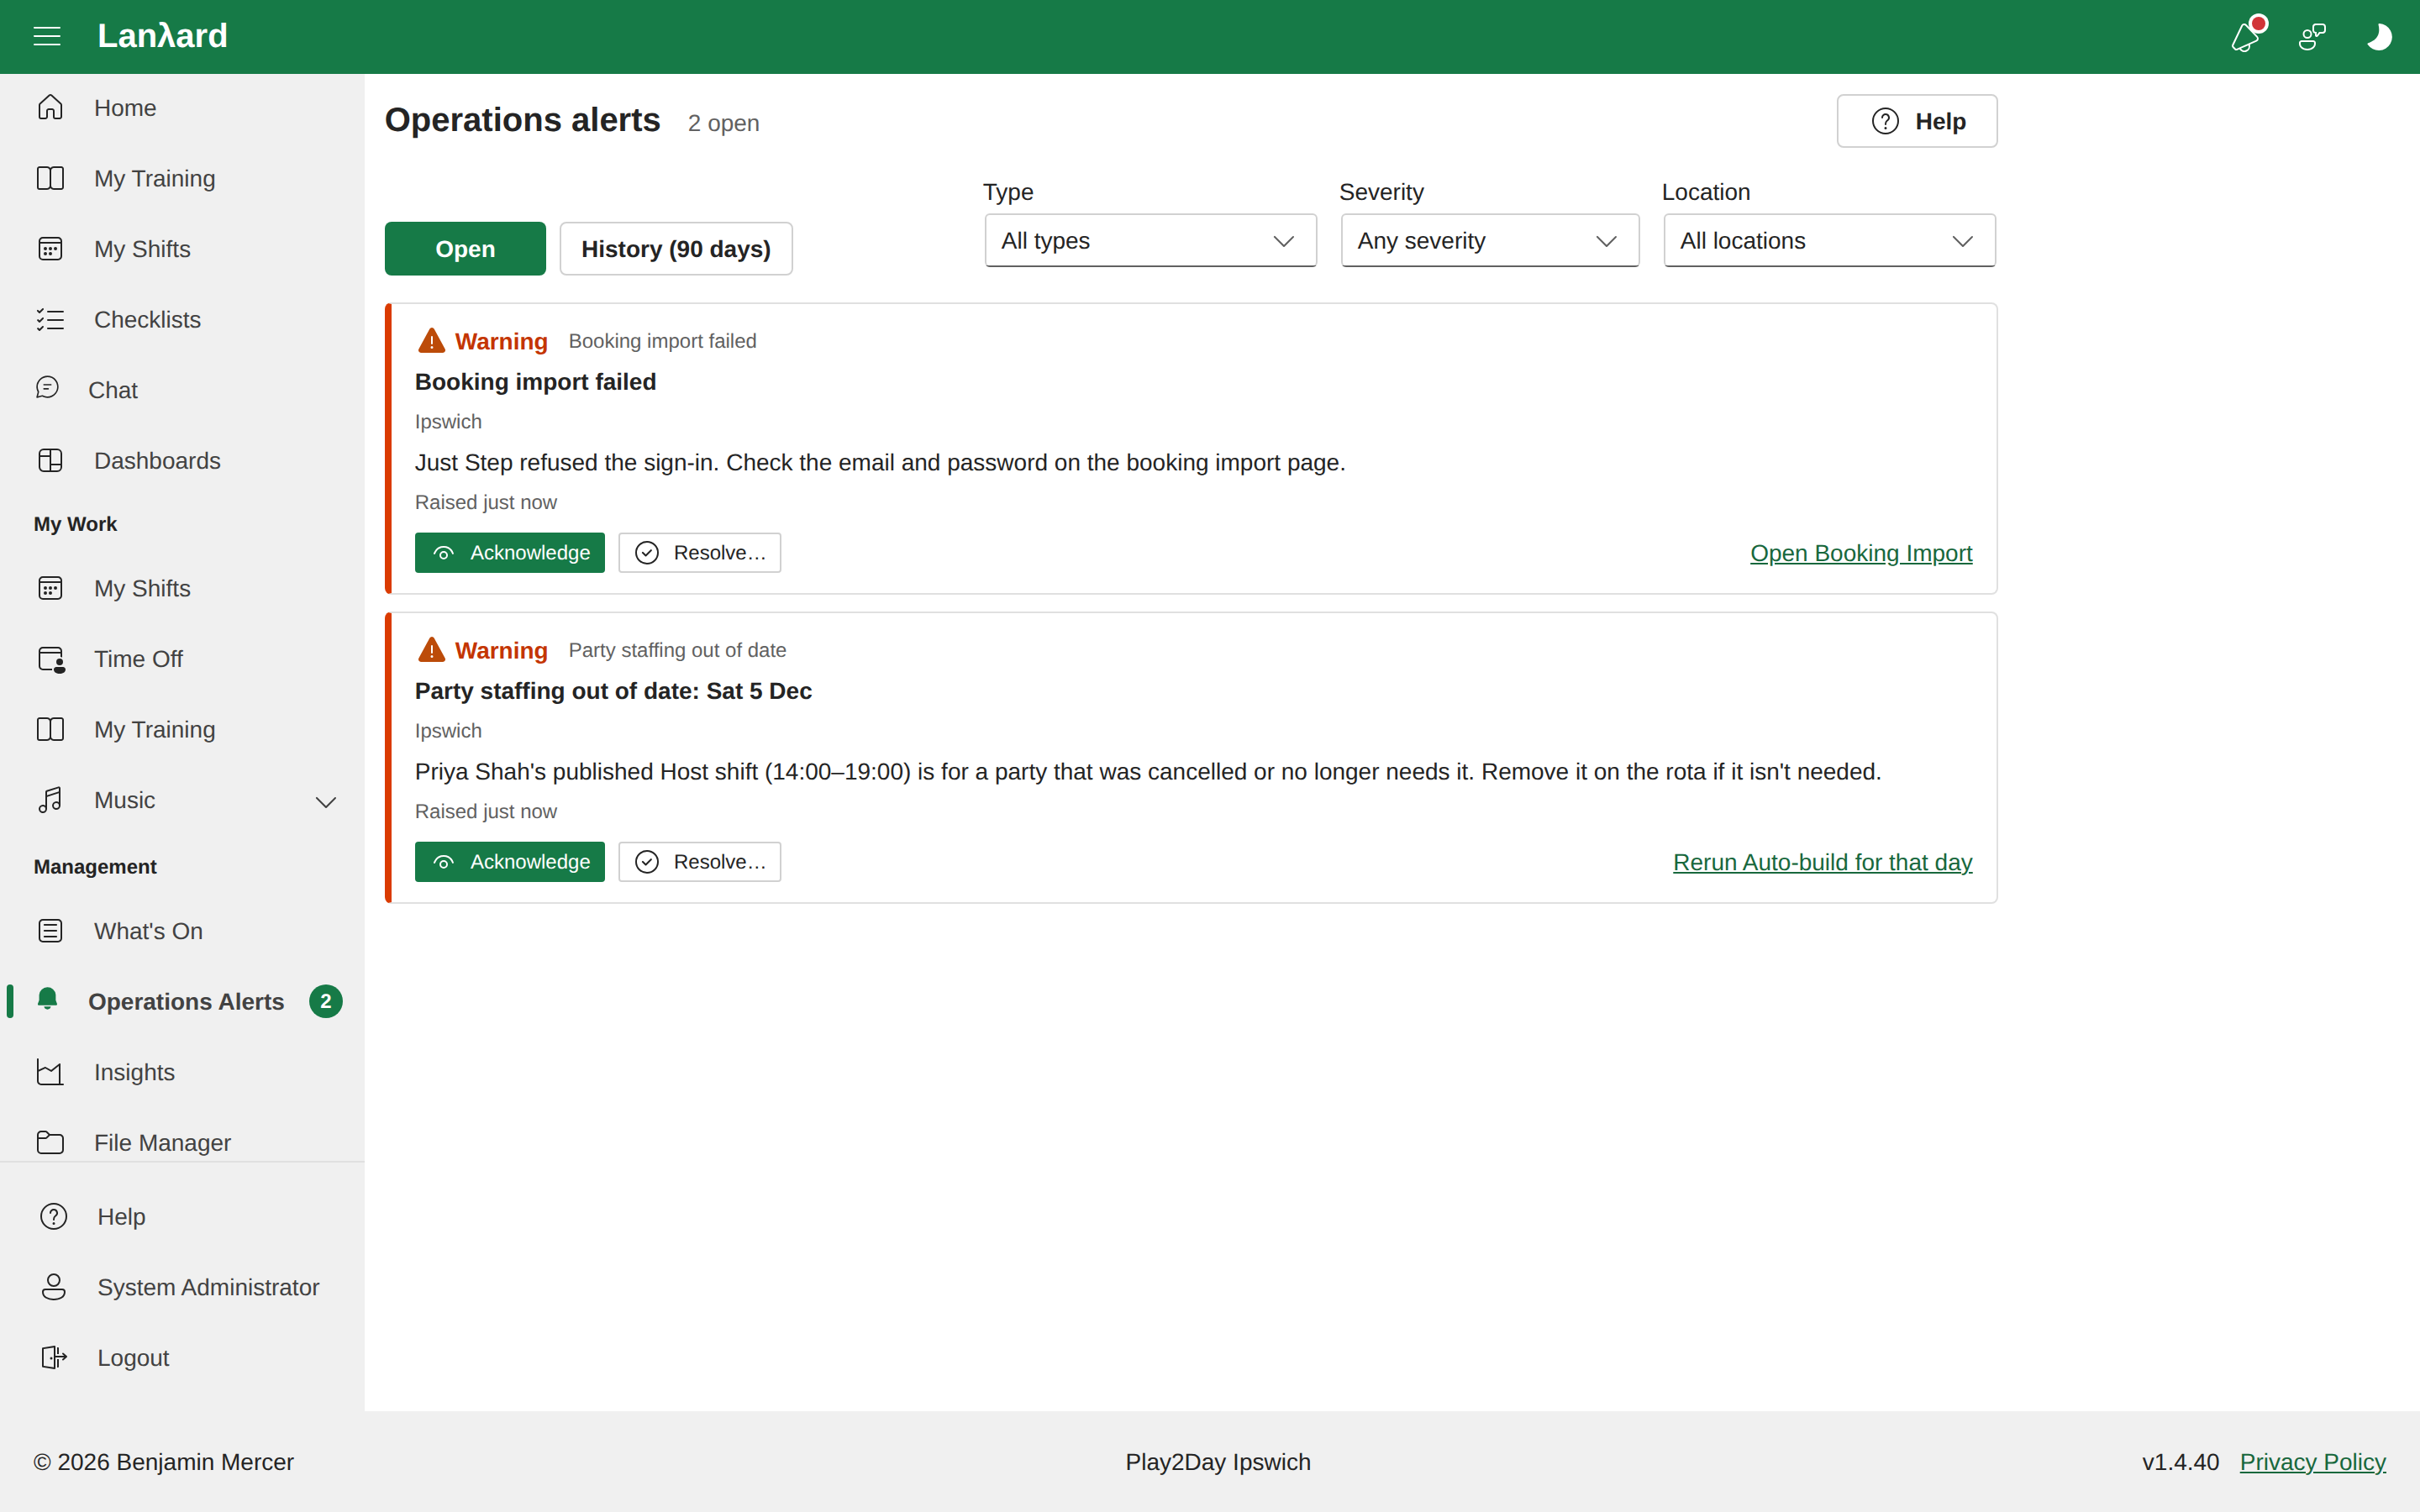 Lanλard
Home
My Training
My Shifts
Checklists
Chat
Dashboards
My Work
My Shifts
Time Off
My Training
Music
Management
What's On
Operations Alerts 2
Insights
File Manager
Help
System Administrator
Logout
Operations alerts 2 open
Help
Open History (90 days)
Type
All types
Severity
Any severity
Location
All locations
Warning Booking import failed
Booking import failed
Ipswich
Just Step refused the sign-in. Check the email and password on the booking import page.
Raised just now
Acknowledge Resolve… Open Booking Import
Warning Party staffing out of date
Party staffing out of date: Sat 5 Dec
Ipswich
Priya Shah's published Host shift (14:00–19:00) is for a party that was cancelled or no longer needs it. Remove it on the rota if it isn't needed.
Raised just now
Acknowledge Resolve… Rerun Auto-build for that day
© 2026 Benjamin Mercer Play2Day Ipswich v1.4.40 Privacy Policy